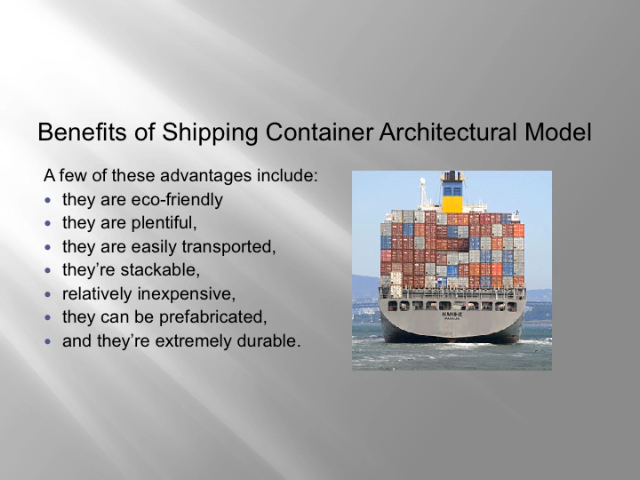 Benefits of Shipping Container Architectural Model
A few of these advantages include:
• they are eco-friendly
• they are plentiful,
• they are easily transported,
• they're stackable,
• relatively inexpensive,
• they can be prefabricated,
• and they're extremely durable.